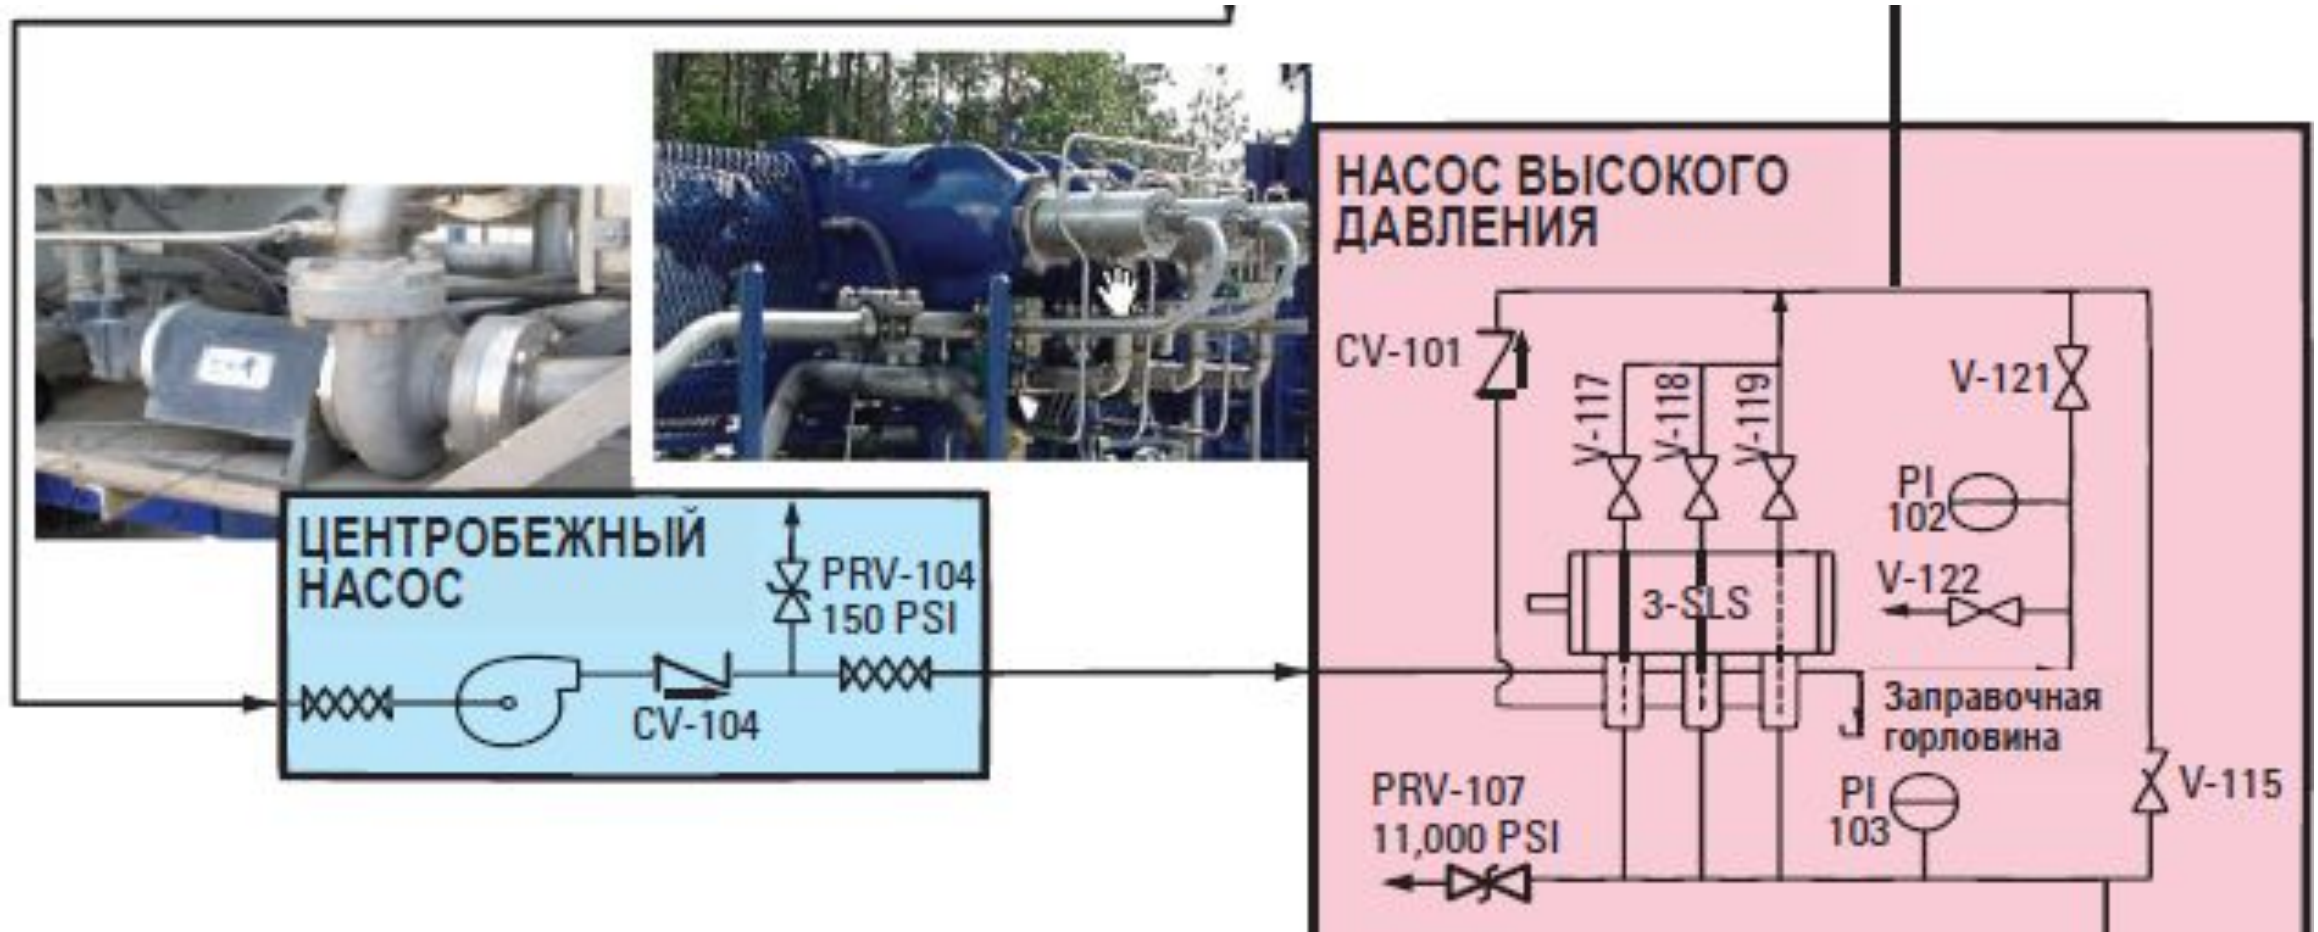 НАСОС ВЫСОКОГО
ДАВЛЕНИЯ
CV-101
V-117
V-118
V-119
V-121
PI
102
V-122
3-SLS
ЦЕНТРОБЕЖНЫЙ
НАСОС
PRV-104
150 PSI
CV-104
Заправочная
горловина
PRV-107
11,000 PSI
PI
103
V-115